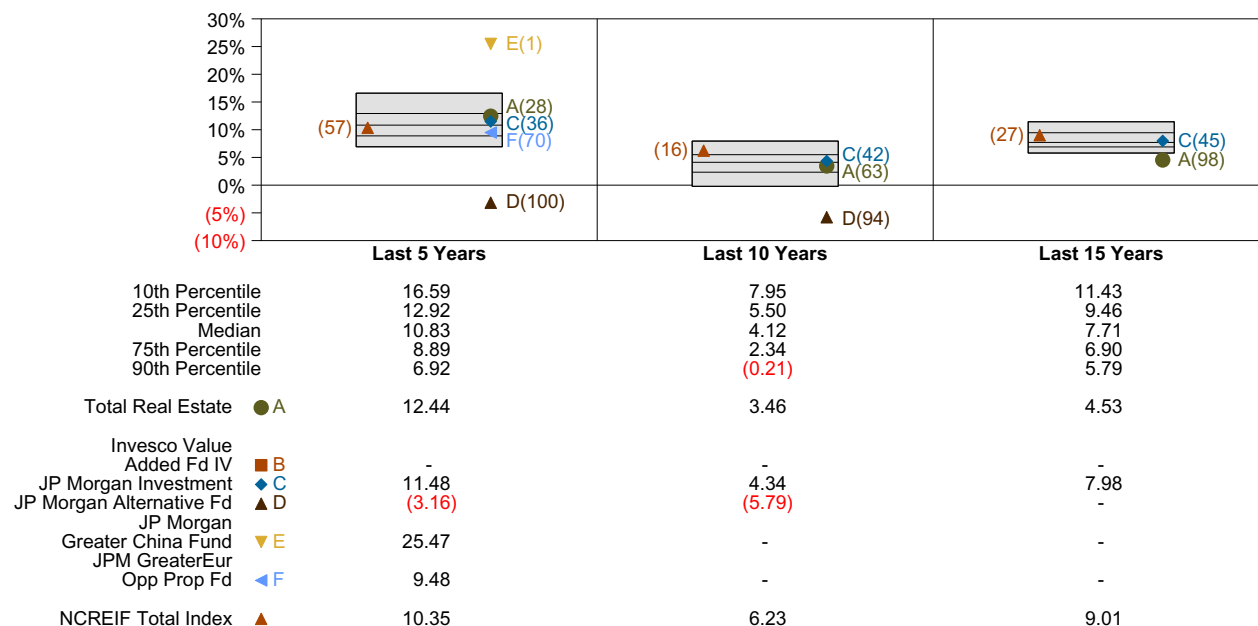 30%
25%
20%
15%
10%
5%
0%
(5%)
(10%)
E(1)
A(28)
(57)
C(36)
F(70)
D(100)
(16)
C(42)
A(63)
D(94)
(27)
C(45)
A(98)
Last 5 Years Last 10 Years Last 15 Years
10th Percentile 16.59 7.95 11.43
25th Percentile 12.92 5.50 9.46
Median 10.83 4.12 7.71
75th Percentile 8.89 2.34 6.90
90th Percentile 6.92 (0.21) 5.79
Total Real Estate A 12.44 3.46 4.53
Invesco Value
Added Fd IV B - - -
JP Morgan Investment C 11.48 4.34 7.98
JP Morgan Alternative Fd D (3.16) (5.79) -
JP Morgan
Greater China Fund E 25.47 - -
JPM GreaterEur
Opp Prop Fd F 9.48 - -
NCREIF Total Index 10.35 6.23 9.01